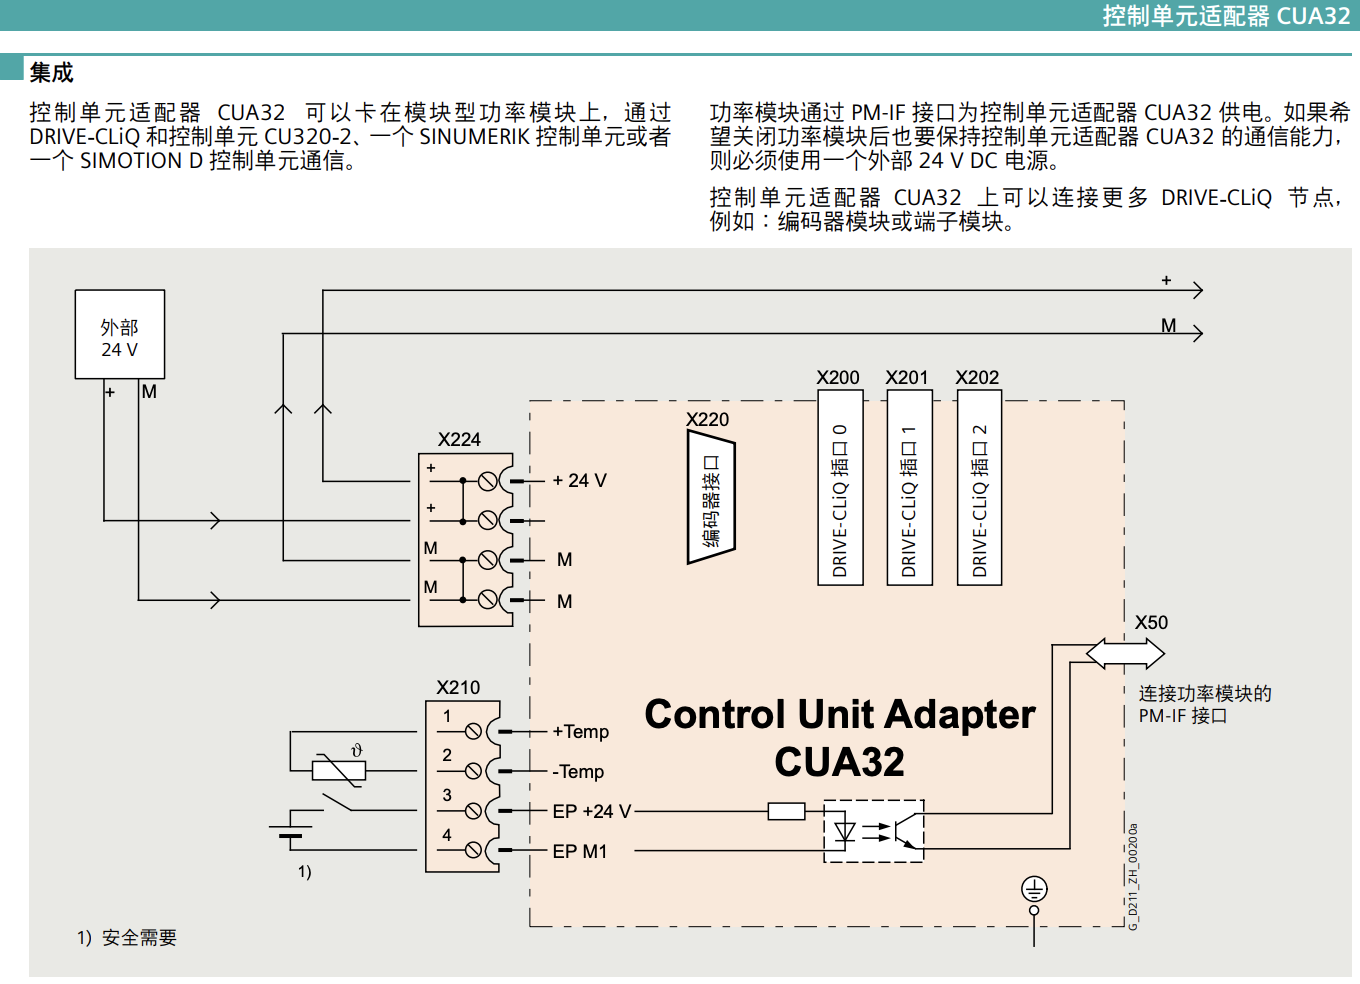 控制单元适配器 CUA32
集成
控制单元适配器 CUA32 可以卡在模块型功率模块上，通过
DRIVE-CLiQ 和控制单元 CU320-2、一个 SINUMERIK 控制单元或者
一个 SIMOTION D 控制单元通信。
功率模块通过 PM-IF 接口为控制单元适配器 CUA32 供电。如果希
望关闭功率模块后也要保持控制单元适配器 CUA32 的通信能力，
则必须使用一个外部 24 V DC 电源。
控制单元适配器 CUA32 上可以连接更多 DRIVE-CLiQ 节点，
例如：编码器模块或端子模块。
+
M
外部
24 V
+ M
X224
+
+
M
M
+ 24 V
M
M
X220
编码器接口
X200
DRIVE-CLiQ 插口 0
X201
DRIVE-CLiQ 插口 1
X202
DRIVE-CLiQ 插口 2
X50
连接功率模块的
PM-IF 接口
Control Unit Adapter
CUA32
X210
1
2
3
4
+Temp
-Temp
EP +24 V
EP M1
ϑ
1)
1) 安全需要
G_D211_ZH_00200a